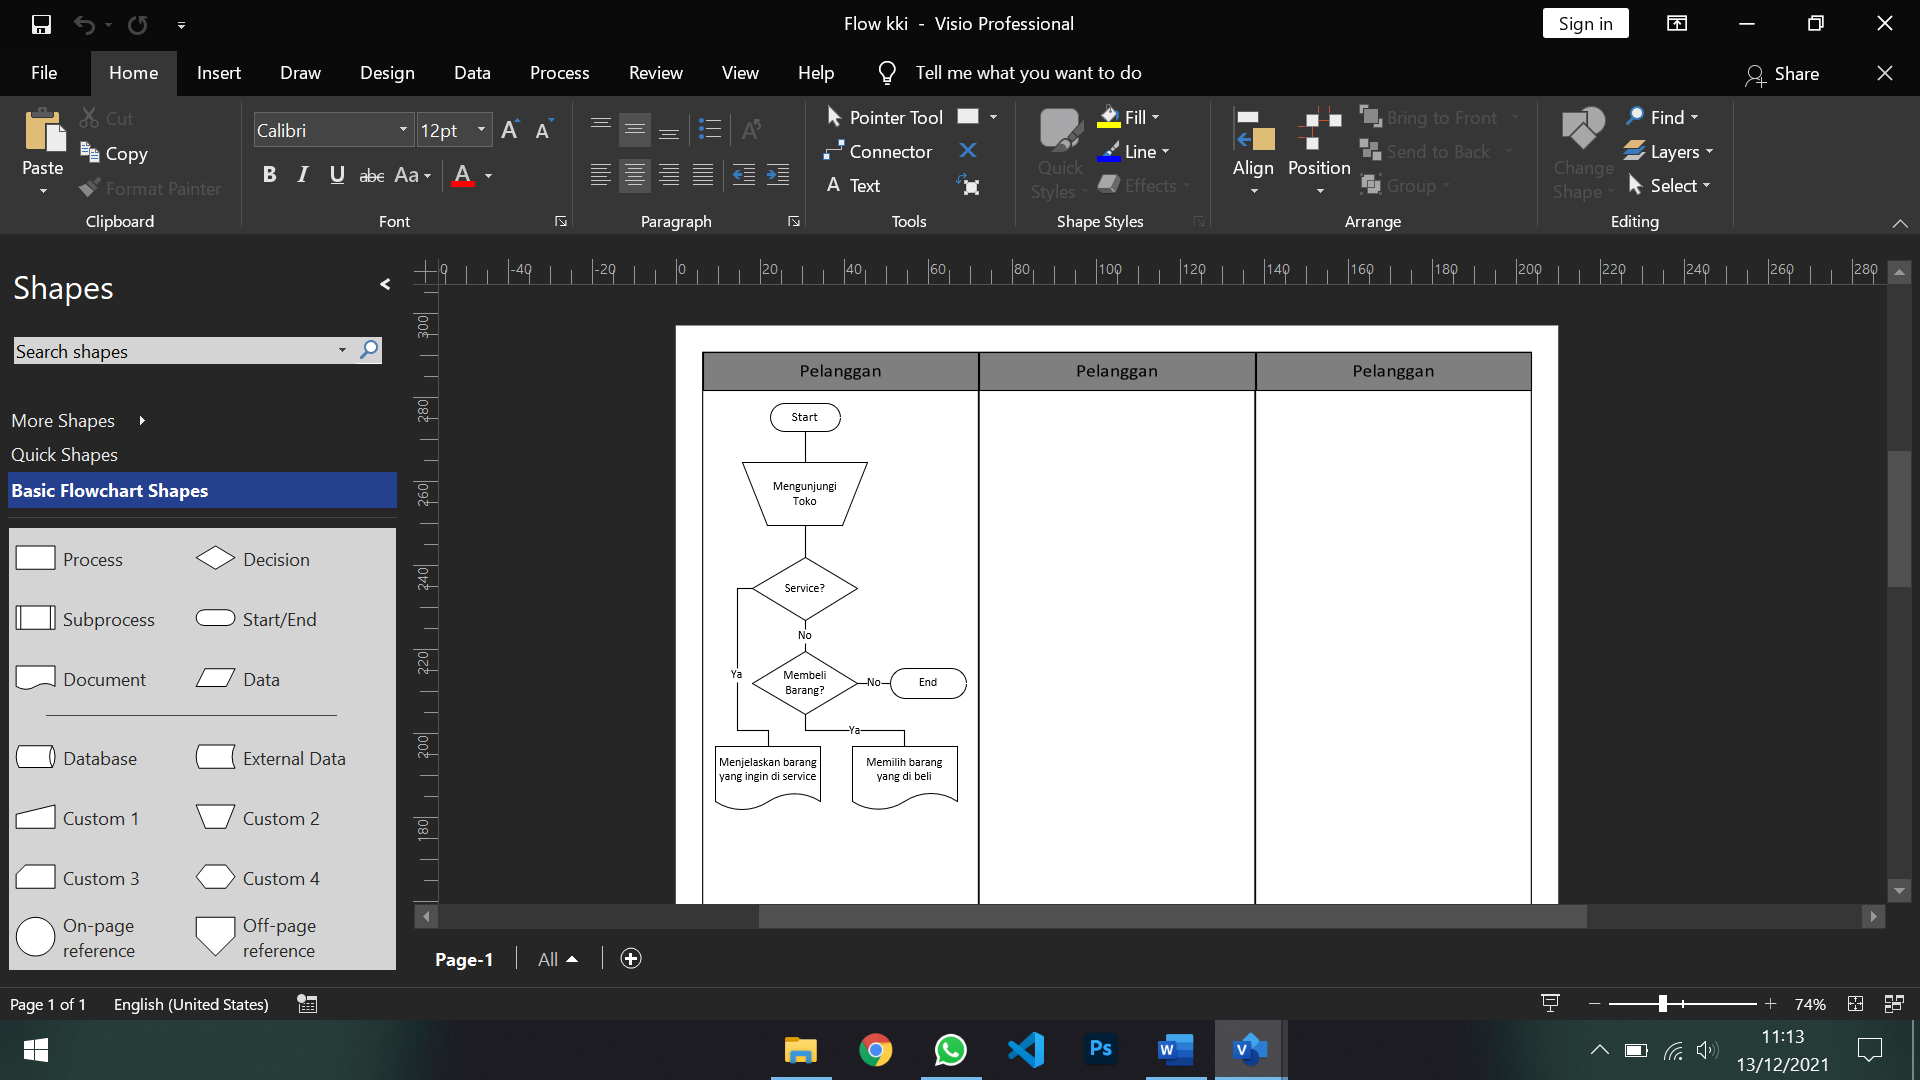 Flow kki - Visio Professional
Sign in
File
Home
Insert
Draw
Design
Data
Process
Review
View
Help
Tell me what you want to do
Share
Paste
Cut
Copy
Format Painter
Clipboard
Calibri
12pt
B I U abc Aa A
Font
Paragraph
Pointer Tool
Connector
A Text
Tools
Quick
Styles
Fill
Line
Effects
Shape Styles
Align
Position
Bring to Front
Send to Back
Group
Arrange
Change
Shape
Find
Layers
Select
Editing
Shapes
Search shapes
More Shapes
Quick Shapes
Basic Flowchart Shapes
Process
Decision
Subprocess
Start/End
Document
Data
Database
External Data
Custom 1
Custom 2
Custom 3
Custom 4
On-page
reference
Off-page
reference
0 -40 -20 0 20 40 60 80 100 120 140 160 180 200 220 240 260 280
300
280
260
240
220
200
180
Pelanggan
Pelanggan
Pelanggan
Start
Mengunjungi
Toko
Service?
No
Ya
Membeli
Barang?
No
End
Ya
Menjelaskan barang
yang ingin di service
Memilih barang
yang di beli
Page-1
All
Page 1 of 1
English (United States)
74%
Ps
W
V
11:13
13/12/2021